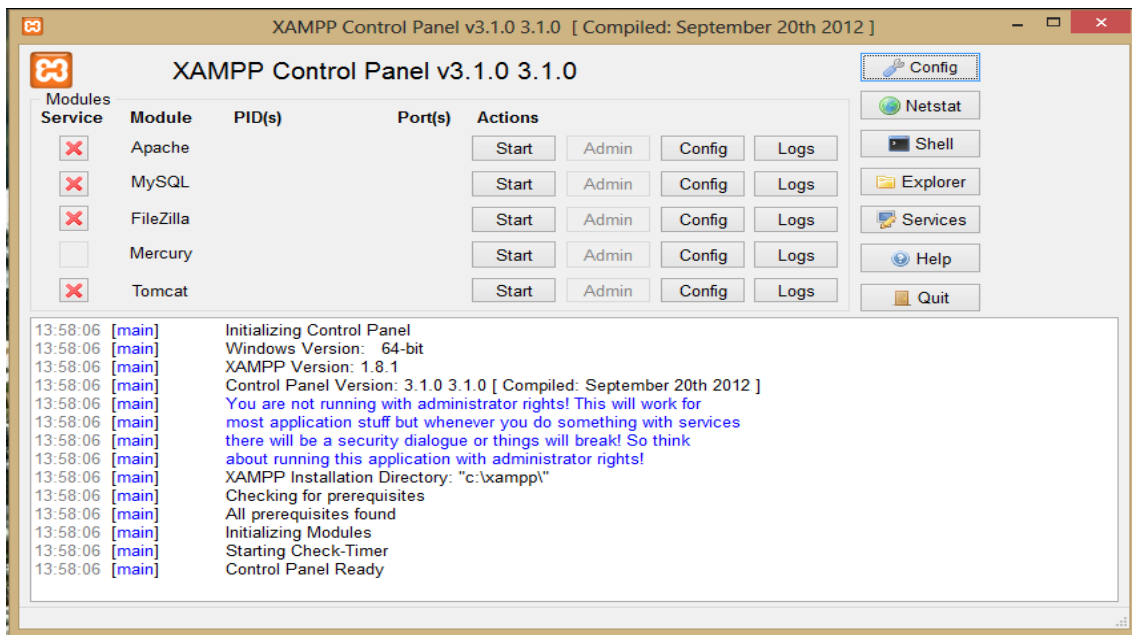 XAMPP Control Panel v3.1.0 3.1.0 [ Compiled: September 20th 2012 ]
XAMPP Control Panel v3.1.0 3.1.0
Config
Modules
Service Module PID(s) Port(s) Actions
Netstat
Apache Start Admin Config Logs
Shell
MySQL Start Admin Config Logs
Explorer
FileZilla Start Admin Config Logs
Services
Mercury Start Admin Config Logs
Help
Tomcat Start Admin Config Logs
Quit
13:58:06 [main] Initializing Control Panel
13:58:06 [main] Windows Version: 64-bit
13:58:06 [main] XAMPP Version: 1.8.1
13:58:06 [main] Control Panel Version: 3.1.0 3.1.0 [ Compiled: September 20th 2012 ]
13:58:06 [main] You are not running with administrator rights! This will work for
13:58:06 [main] most application stuff but whenever you do something with services
13:58:06 [main] there will be a security dialogue or things will break! So think
13:58:06 [main] about running this application with administrator rights!
13:58:06 [main] XAMPP Installation Directory: "c:\xampp\"
13:58:06 [main] Checking for prerequisites
13:58:06 [main] All prerequisites found
13:58:06 [main] Initializing Modules
13:58:06 [main] Starting Check-Timer
13:58:06 [main] Control Panel Ready